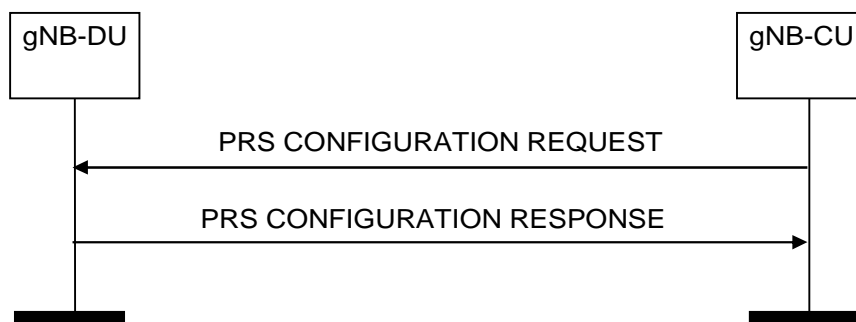 gNB-DU
gNB-CU
PRS CONFIGURATION REQUEST
PRS CONFIGURATION RESPONSE